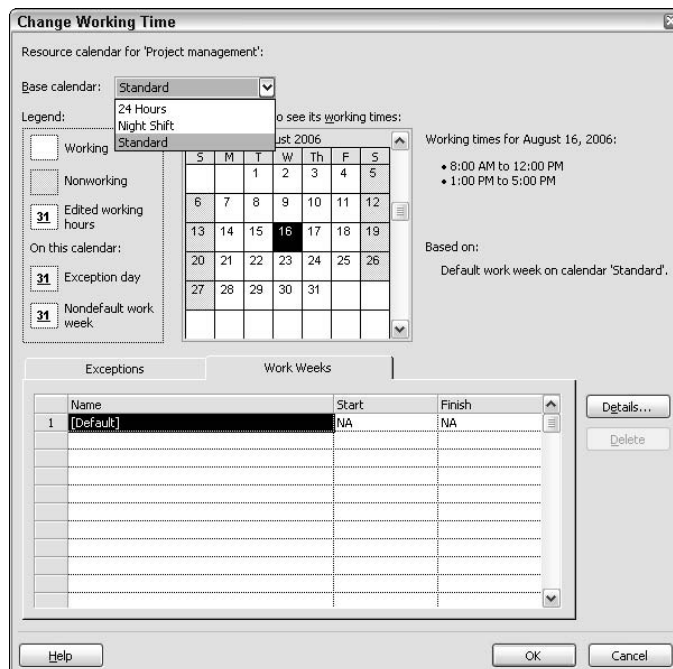 Change Working Time
Resource calendar for 'Project management':
Base calendar: Standard
24 Hours
Night Shift
Standard
Legend:
o see its working times:
Working
Nonworking
31 Edited working hours
On this calendar:
31 Exception day
31 Nondefault work week
ust 2006
S M T W Th F S
1 2 3 4 5
6 7 8 9 10 11 12
13 14 15 16 17 18 19
20 21 22 23 24 25 26
27 28 29 30 31
Working times for August 16, 2006:
• 8:00 AM to 12:00 PM
• 1:00 PM to 5:00 PM
Based on:
Default work week on calendar 'Standard'.
Exceptions
Work Weeks
Name Start Finish
1 [Default] NA NA
Details...
Delete
Help
OK
Cancel